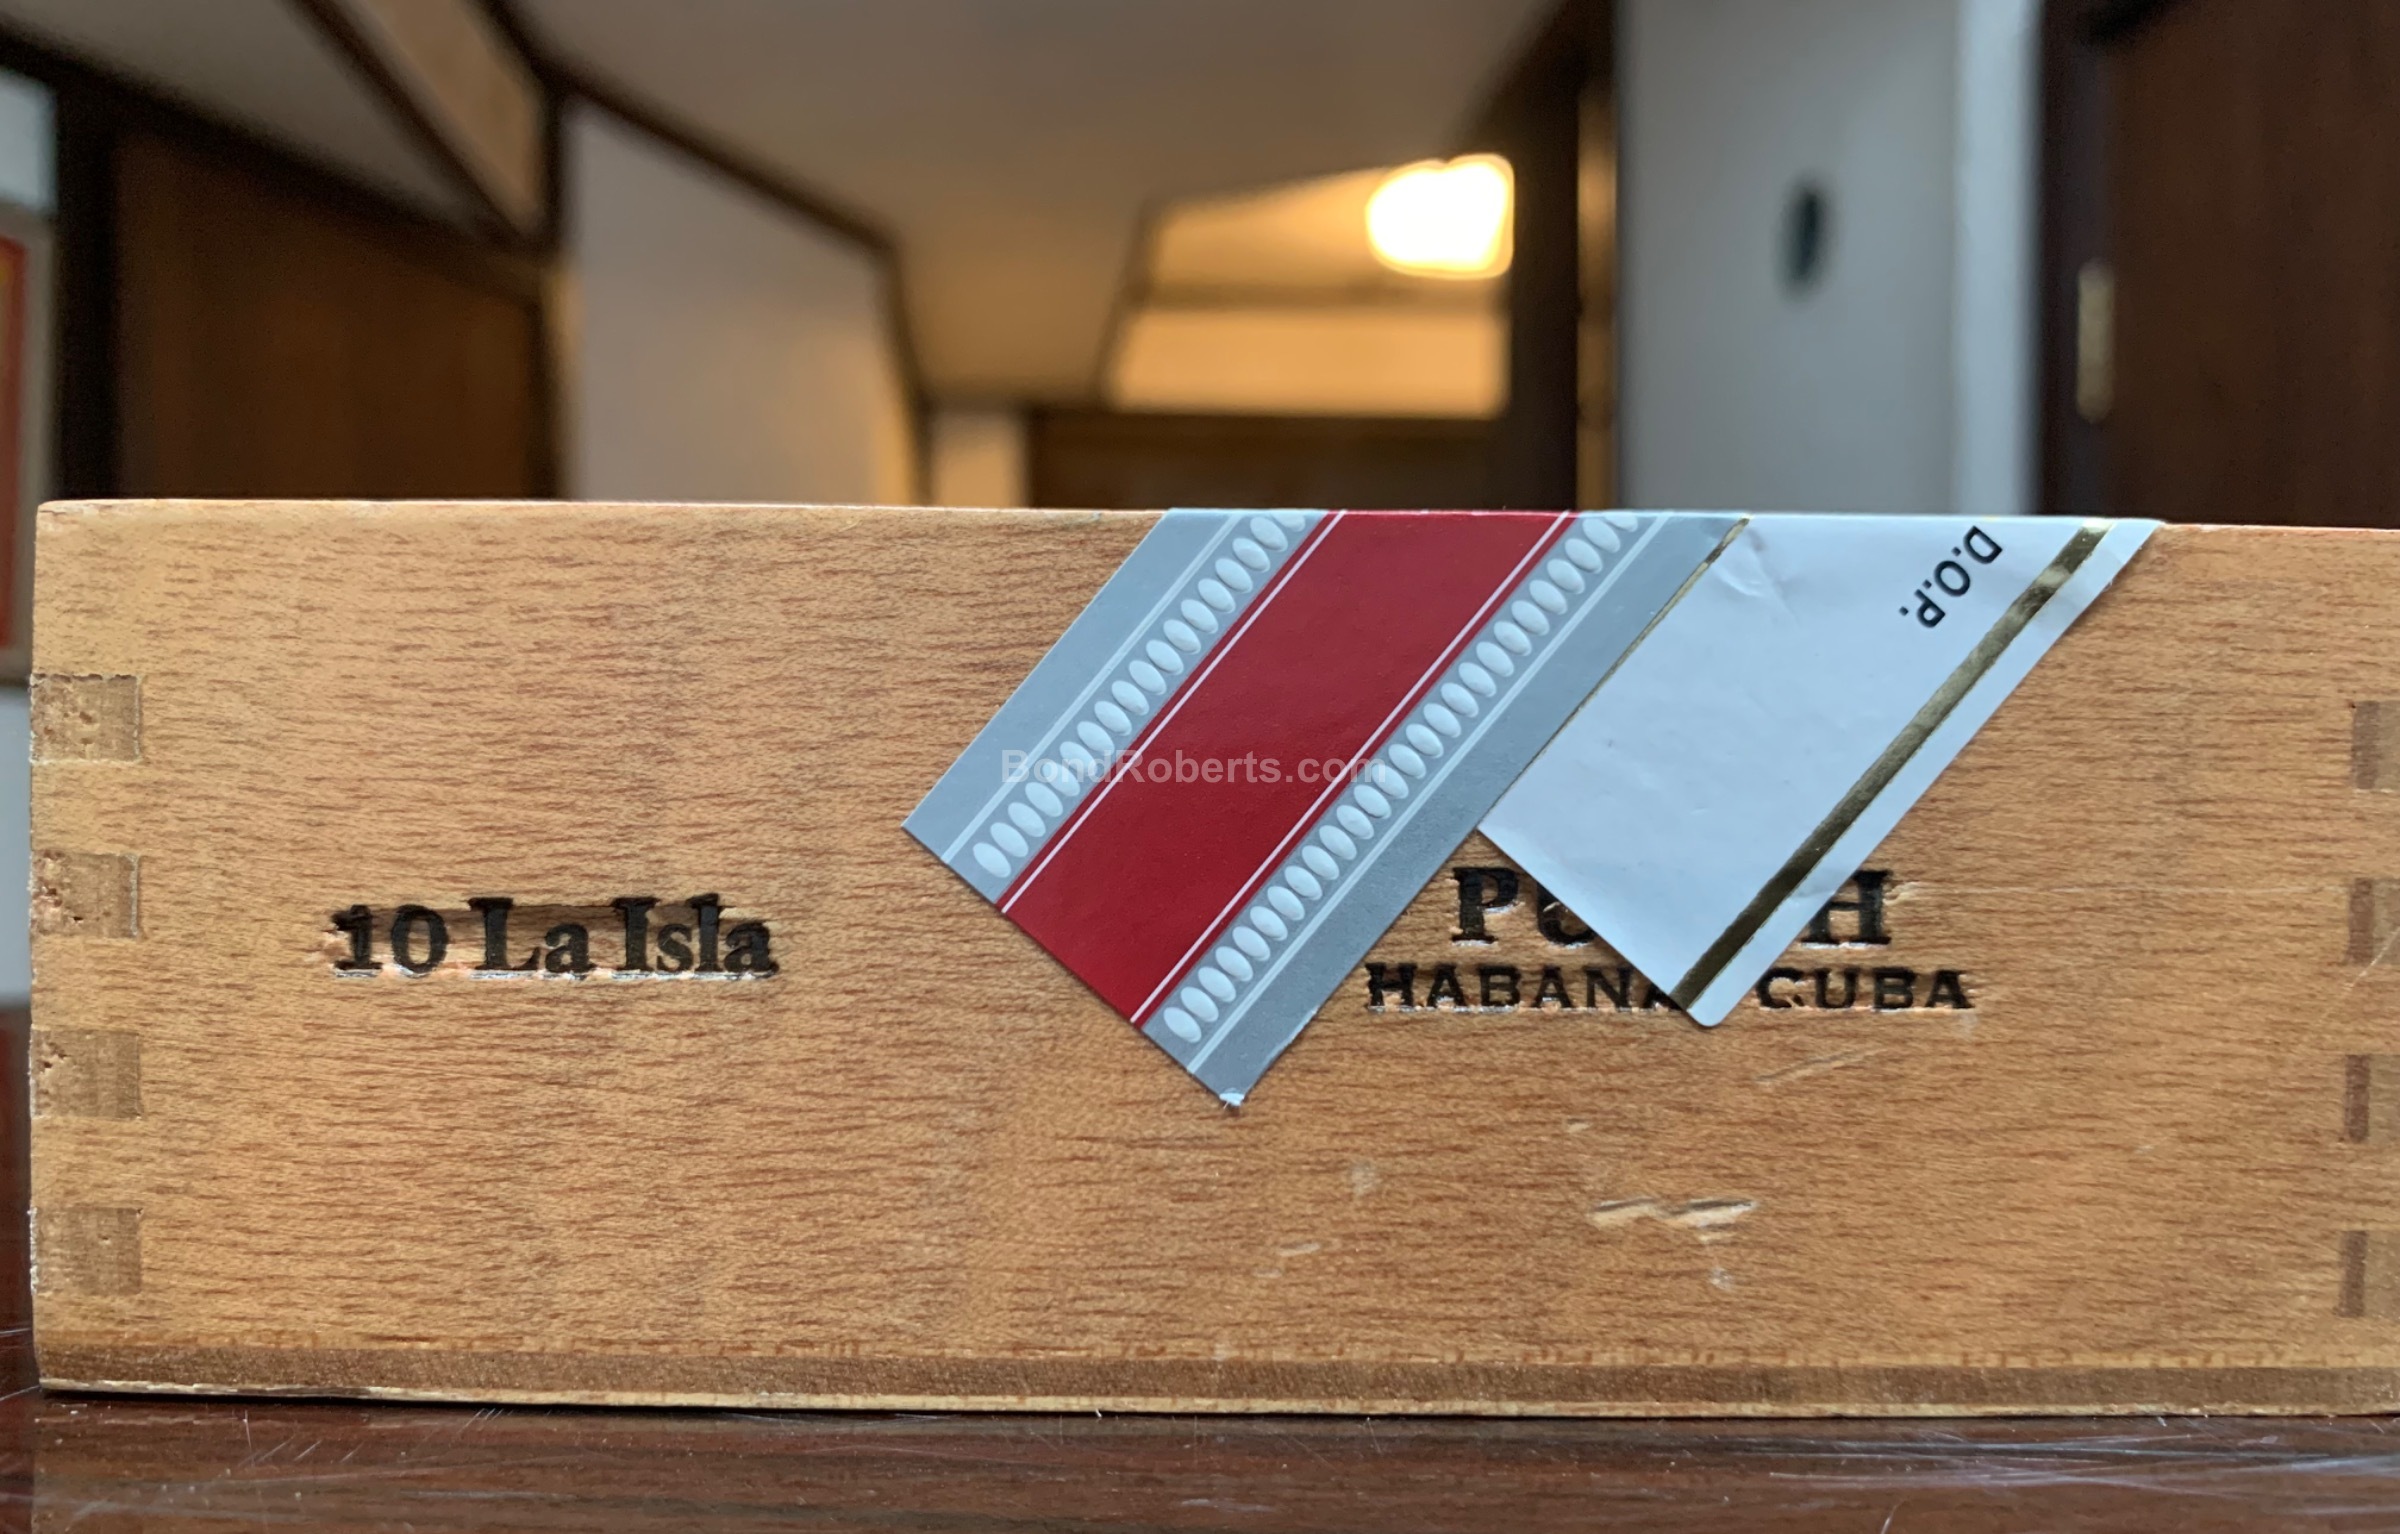 D.O.P.
BondRoberts.com
10 La Isla
HABANA CUBA